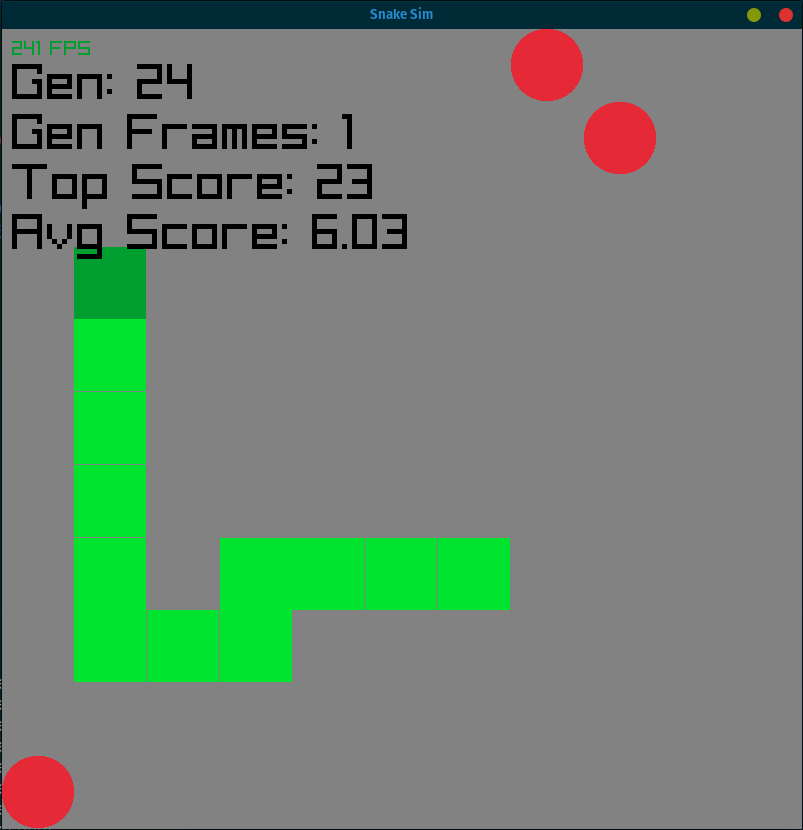 Snake Sim
241 FPS
Gen: 24
Gen Frames: 1
Top Score: 23
Avg Score: 6.03